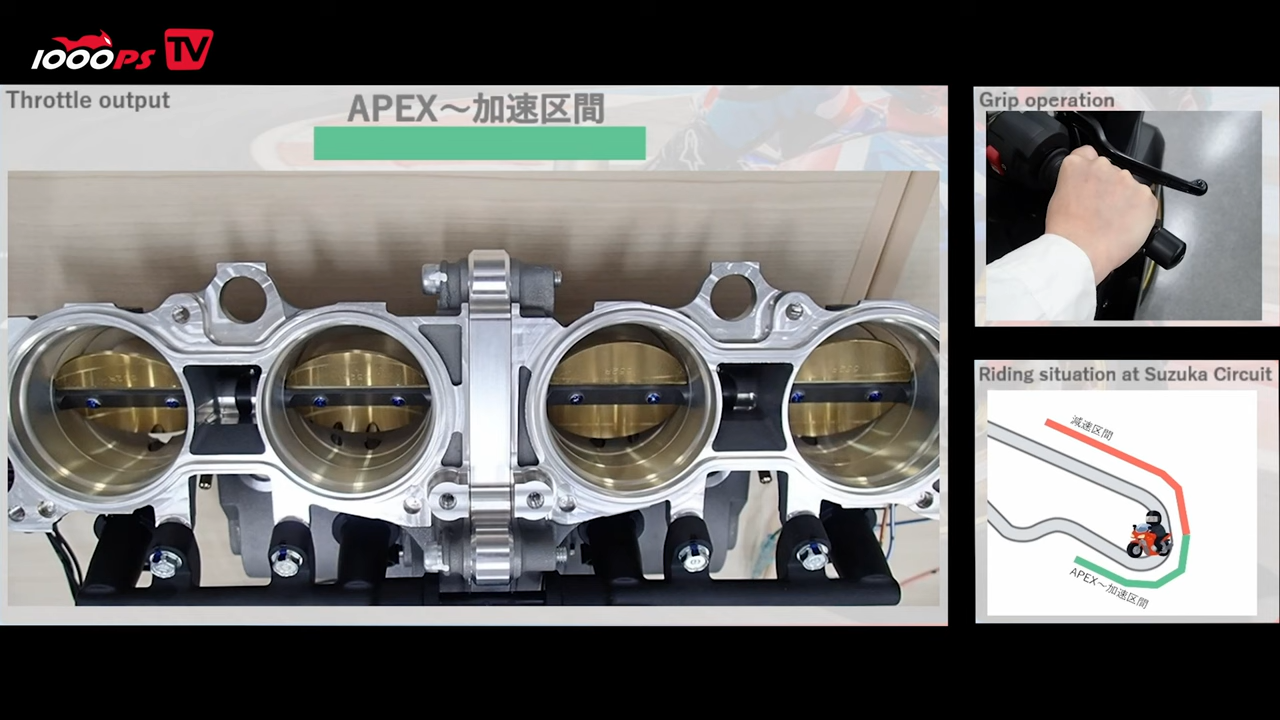 1000PS TV
Throttle output
APEX～加速区間
Grip operation
Riding situation at Suzuka Circuit
減速区間
APEX～加速区間